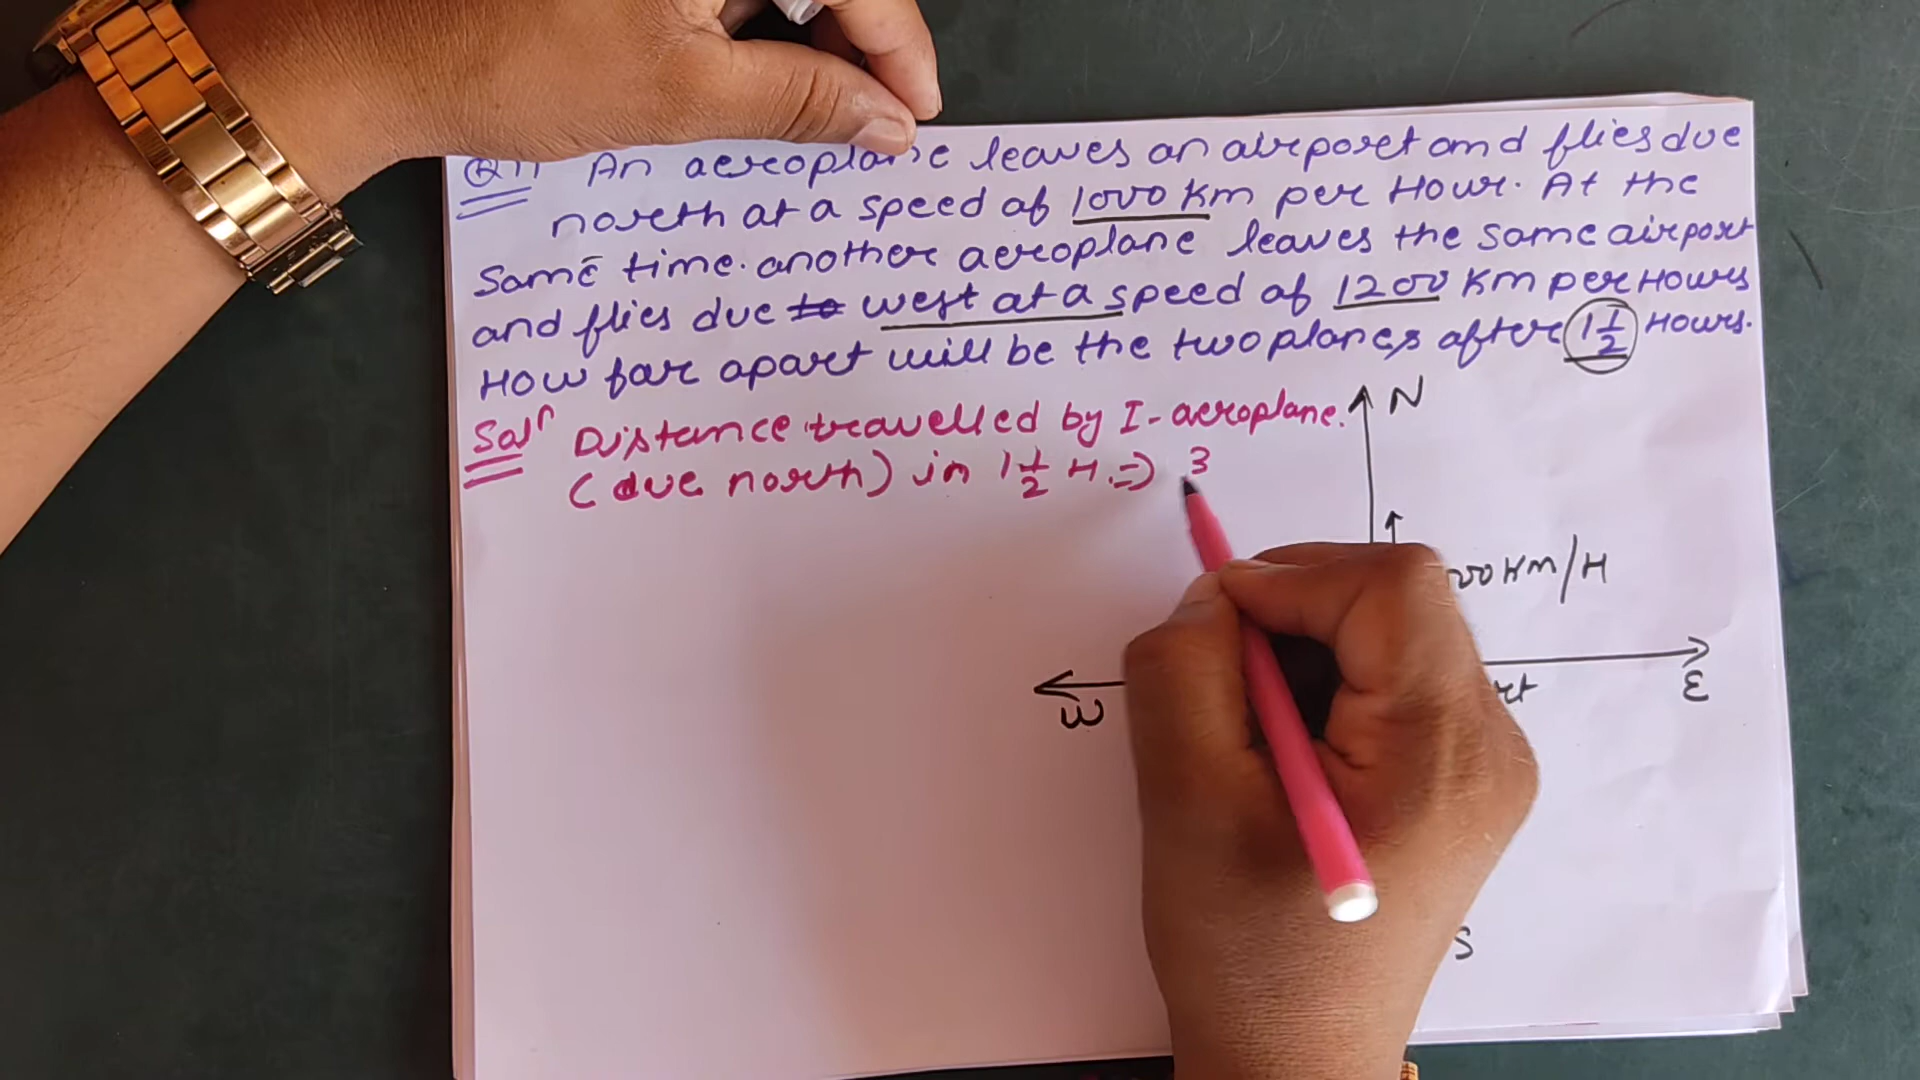 Q11 An aeroplane leaves an airport and flies due
north at a speed of 1000 Km per Hour. At the
Same time. another aeroplane leaves the same airport
and flies due to west at a speed of 1200 Km per Hours
How far apart will be the two planes after 1 1/2 Hours.
Solⁿ Distance travelled by I-aeroplane.
(due north) in 1 1/2 H. => 3
N
00 Km/H
W
rt
E
S